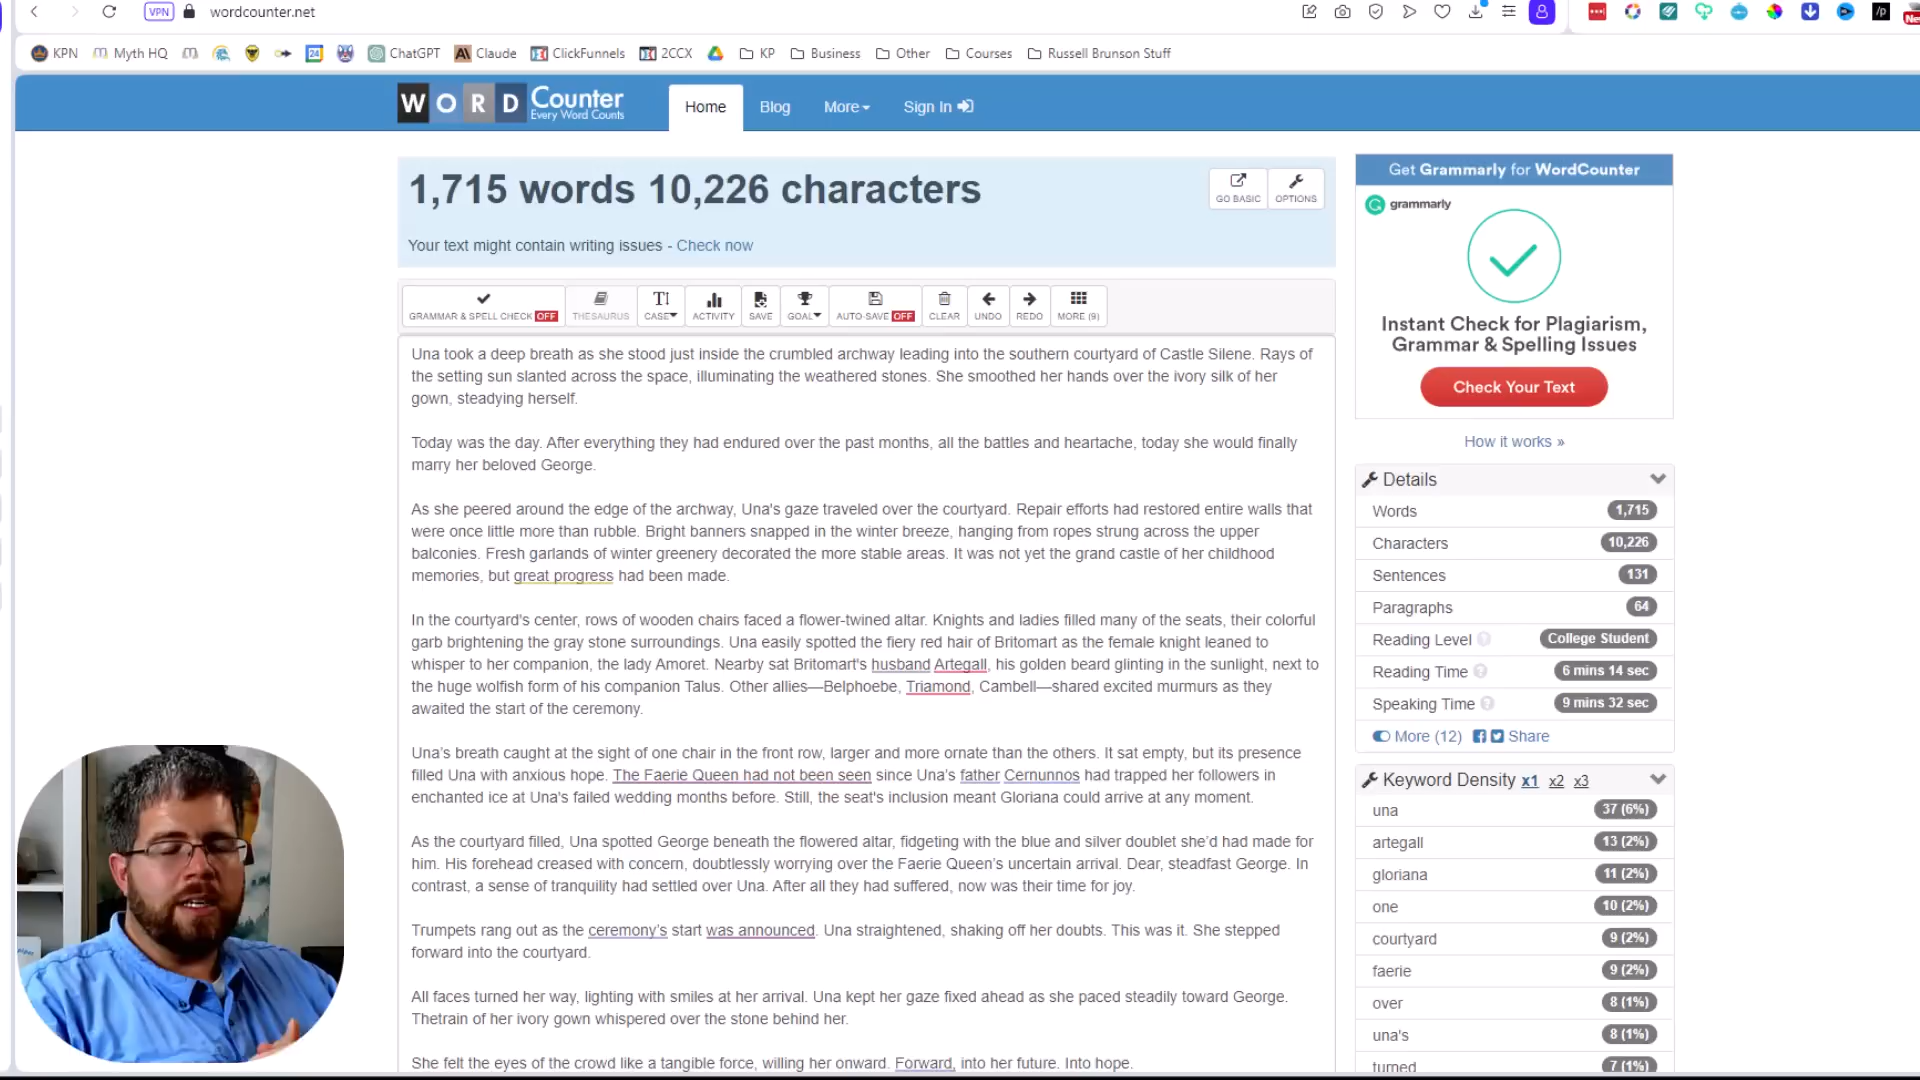 VPN wordcounter.net
KPN Myth HQ 24 ChatGPT Claude ClickFunnels 2CCX KP Business Other Courses Russell Brunson Stuff
WORD Counter
Every Word Counts
Home Blog More Sign In
1,715 words 10,226 characters
GO BASIC OPTIONS
Your text might contain writing issues - Check now
GRAMMAR & SPELL CHECK OFF THESAURUS CASE ACTIVITY SAVE GOAL AUTO-SAVE OFF CLEAR UNDO REDO MORE (9)
Una took a deep breath as she stood just inside the crumbled archway leading into the southern courtyard of Castle Silene. Rays of
the setting sun slanted across the space, illuminating the weathered stones. She smoothed her hands over the ivory silk of her
gown, steadying herself.
Today was the day. After everything they had endured over the past months, all the battles and heartache, today she would finally
marry her beloved George.
As she peered around the edge of the archway, Una's gaze traveled over the courtyard. Repair efforts had restored entire walls that
were once little more than rubble. Bright banners snapped in the winter breeze, hanging from ropes strung across the upper
balconies. Fresh garlands of winter greenery decorated the more stable areas. It was not yet the grand castle of her childhood
memories, but great progress had been made.
In the courtyard's center, rows of wooden chairs faced a flower-twined altar. Knights and ladies filled many of the seats, their colorful
garb brightening the gray stone surroundings. Una easily spotted the fiery red hair of Britomart as the female knight leaned to
whisper to her companion, the lady Amoret. Nearby sat Britomart's husband Artegall, his golden beard glinting in the sunlight, next to
the huge wolfish form of his companion Talus. Other allies—Belphoebe, Triamond, Cambell—shared excited murmurs as they
awaited the start of the ceremony.
Una’s breath caught at the sight of one chair in the front row, larger and more ornate than the others. It sat empty, but its presence
filled Una with anxious hope. The Faerie Queen had not been seen since Una’s father Cernunnos had trapped her followers in
enchanted ice at Una's failed wedding months before. Still, the seat's inclusion meant Gloriana could arrive at any moment.
As the courtyard filled, Una spotted George beneath the flowered altar, fidgeting with the blue and silver doublet she’d had made for
him. His forehead creased with concern, doubtlessly worrying over the Faerie Queen’s uncertain arrival. Dear, steadfast George. In
contrast, a sense of tranquility had settled over Una. After all they had suffered, now was their time for joy.
Trumpets rang out as the ceremony’s start was announced. Una straightened, shaking off her doubts. This was it. She stepped
forward into the courtyard.
All faces turned her way, lighting with smiles at her arrival. Una kept her gaze fixed ahead as she paced steadily toward George.
Thetrain of her ivory gown whispered over the stone behind her.
She felt the eyes of the crowd like a tangible force, willing her onward. Forward, into her future. Into hope.
Get Grammarly for WordCounter
grammarly
Instant Check for Plagiarism,
Grammar & Spelling Issues
Check Your Text
How it works »
Details
Words 1,715
Characters 10,226
Sentences 131
Paragraphs 64
Reading Level College Student
Reading Time 6 mins 14 sec
Speaking Time 9 mins 32 sec
More (12) Share
Keyword Density x1 x2 x3
una 37 (6%)
artegall 13 (2%)
gloriana 11 (2%)
one 10 (2%)
courtyard 9 (2%)
faerie 9 (2%)
over 8 (1%)
una's 8 (1%)
turned 7 (1%)